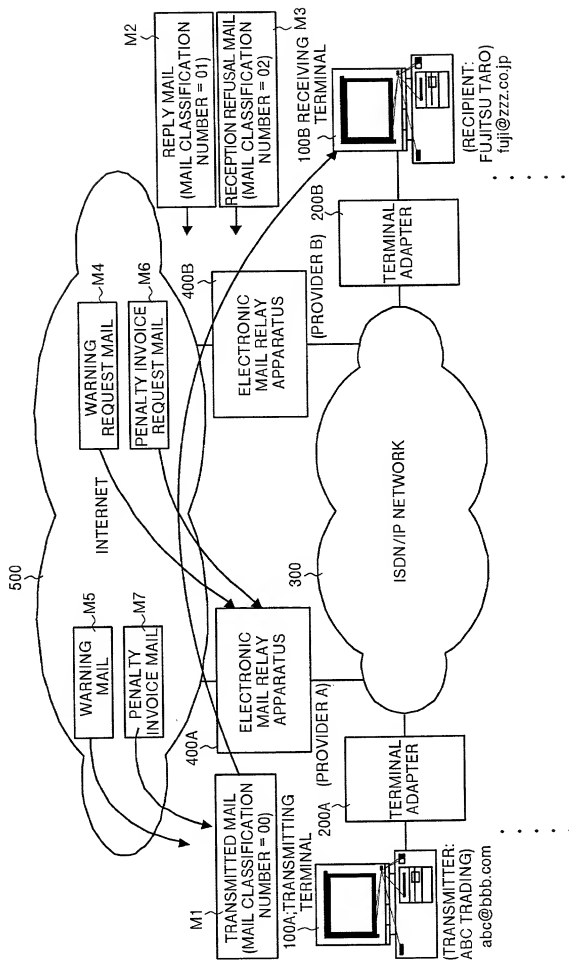 500
INTERNET
M5
WARNING
MAIL
M7
PENALTY
INVOICE MAIL
M4
WARNING
REQUEST MAIL
M6
PENALTY INVOICE
REQUEST MAIL
M2
REPLY MAIL
(MAIL CLASSIFICATION
NUMBER = 01)
RECEPTION REFUSAL MAIL
(MAIL CLASSIFICATION
NUMBER = 02)
M3
M1
TRANSMITTED MAIL
(MAIL CLASSIFICATION
NUMBER = 00)
400A
ELECTRONIC
MAIL RELAY
APPARATUS
(PROVIDER A)
400B
ELECTRONIC
MAIL RELAY
APPARATUS
(PROVIDER B)
100A;TRANSMITTING
TERMINAL
200A
TERMINAL
ADAPTER
300
ISDN/IP NETWORK
200B
TERMINAL
ADAPTER
100B RECEIVING
TERMINAL
(TRANSMITTER:
ABC TRADING)
abc@bbb.com
(RECIPIENT:
FUJITSU TARO)
fuji@zzz.co.jp